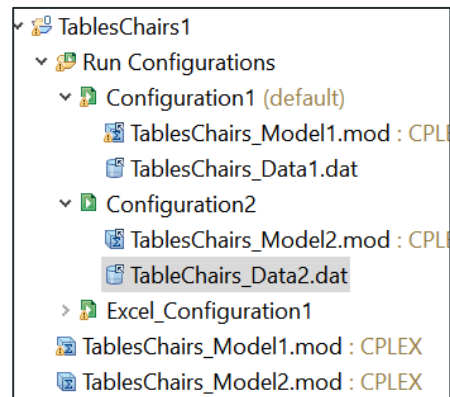 TablesChairs1
Run Configurations
Configuration1 (default)
TablesChairs_Model1.mod : CPLE
TablesChairs_Data1.dat
Configuration2
TablesChairs_Model2.mod : CPLE
TableChairs_Data2.dat
Excel_Configuration1
TablesChairs_Model1.mod : CPLEX
TablesChairs_Model2.mod : CPLEX